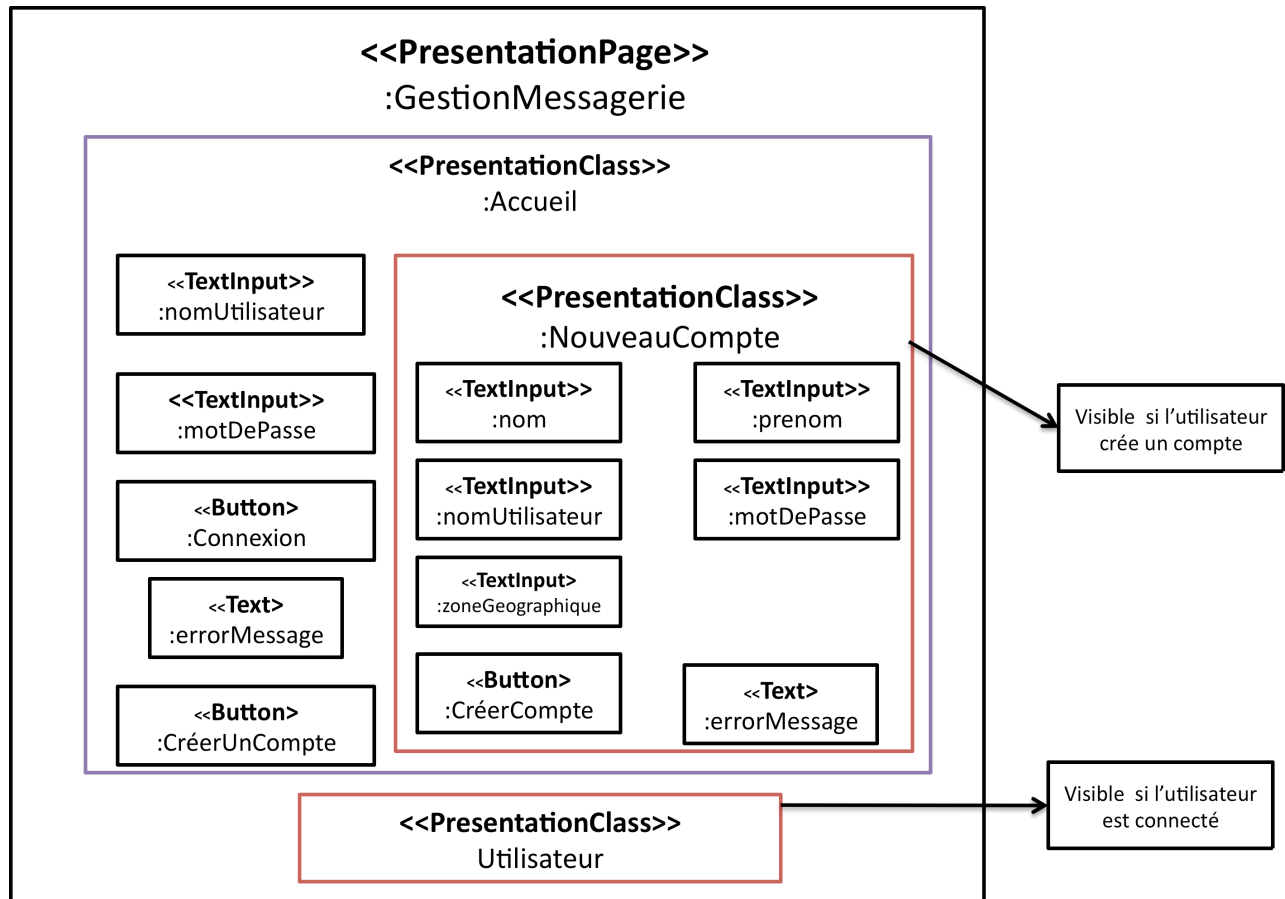 <<PresentationPage>>
:GestionMessagerie
<<PresentationClass>>
:Accueil
<<TextInput>>
:nomUtilisateur
<<TextInput>>
:motDePasse
<<Button>
:Connexion
<<Text>
:errorMessage
<<Button>
:CréerUnCompte
<<PresentationClass>>
:NouveauCompte
<<TextInput>>
:nom
<<TextInput>>
:prenom
<<TextInput>>
:nomUtilisateur
<<TextInput>>
:motDePasse
<<TextInput>
:zoneGeographique
<<Button>
:CréerCompte
<<Text>
:errorMessage
Visible si l’utilisateur
crée un compte
<<PresentationClass>>
Utilisateur
Visible si l’utilisateur
est connecté